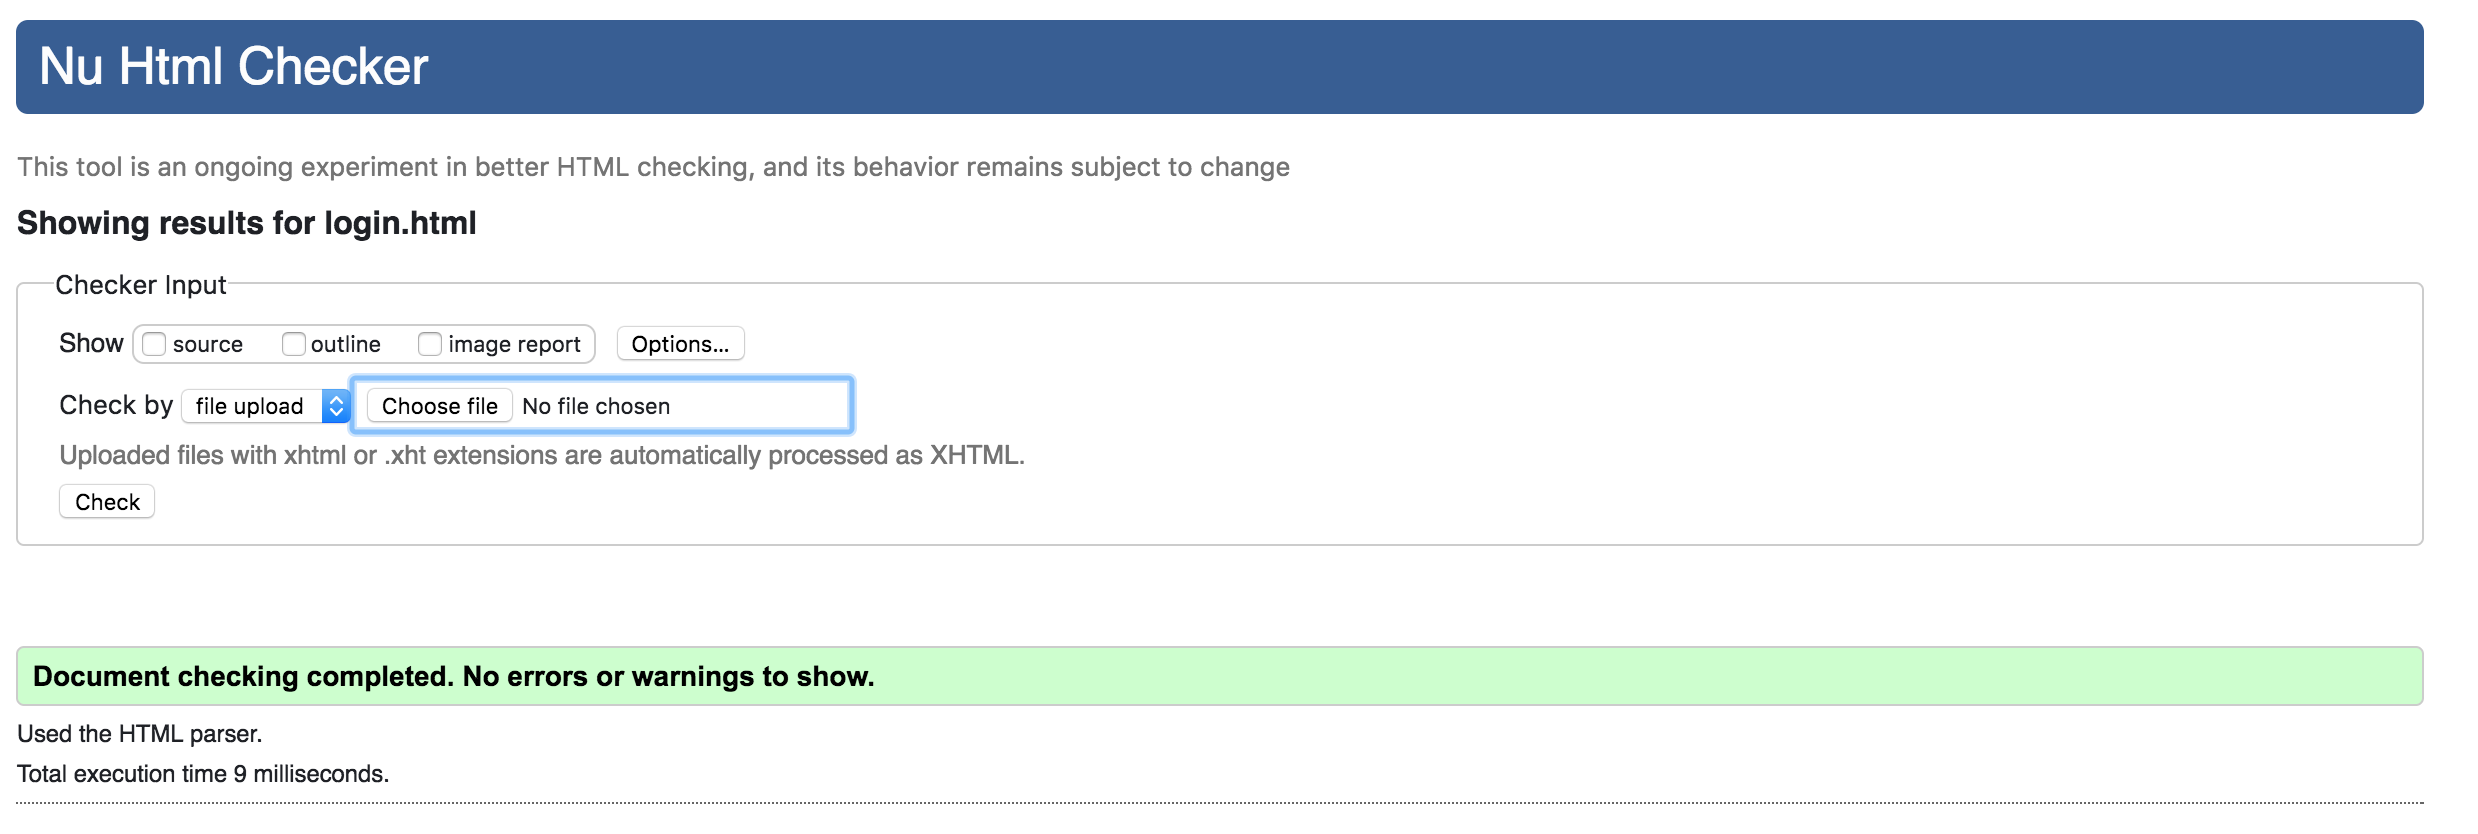 Nu Html Checker
This tool is an ongoing experiment in better HTML checking, and its behavior remains subject to change
Showing results for login.html
Checker Input
Show source outline image report Options...
Check by file upload Choose file No file chosen
Uploaded files with xhtml or .xht extensions are automatically processed as XHTML.
Check
Document checking completed. No errors or warnings to show.
Used the HTML parser.
Total execution time 9 milliseconds.